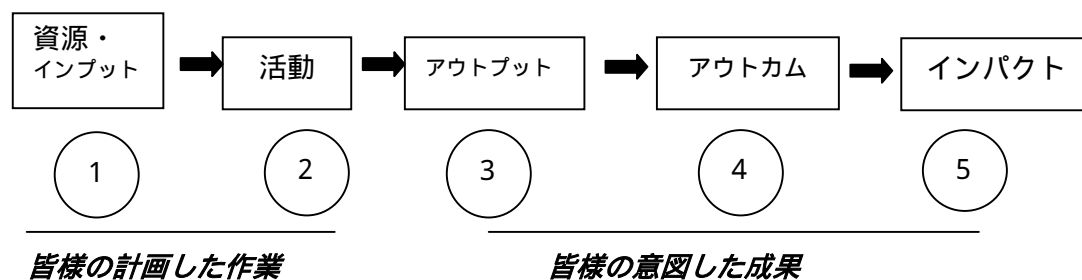 資源・
インプット
活動
アウトプット
アウトカム
インパクト
1
2
3
4
5
皆様の計画した作業
皆様の意図した成果